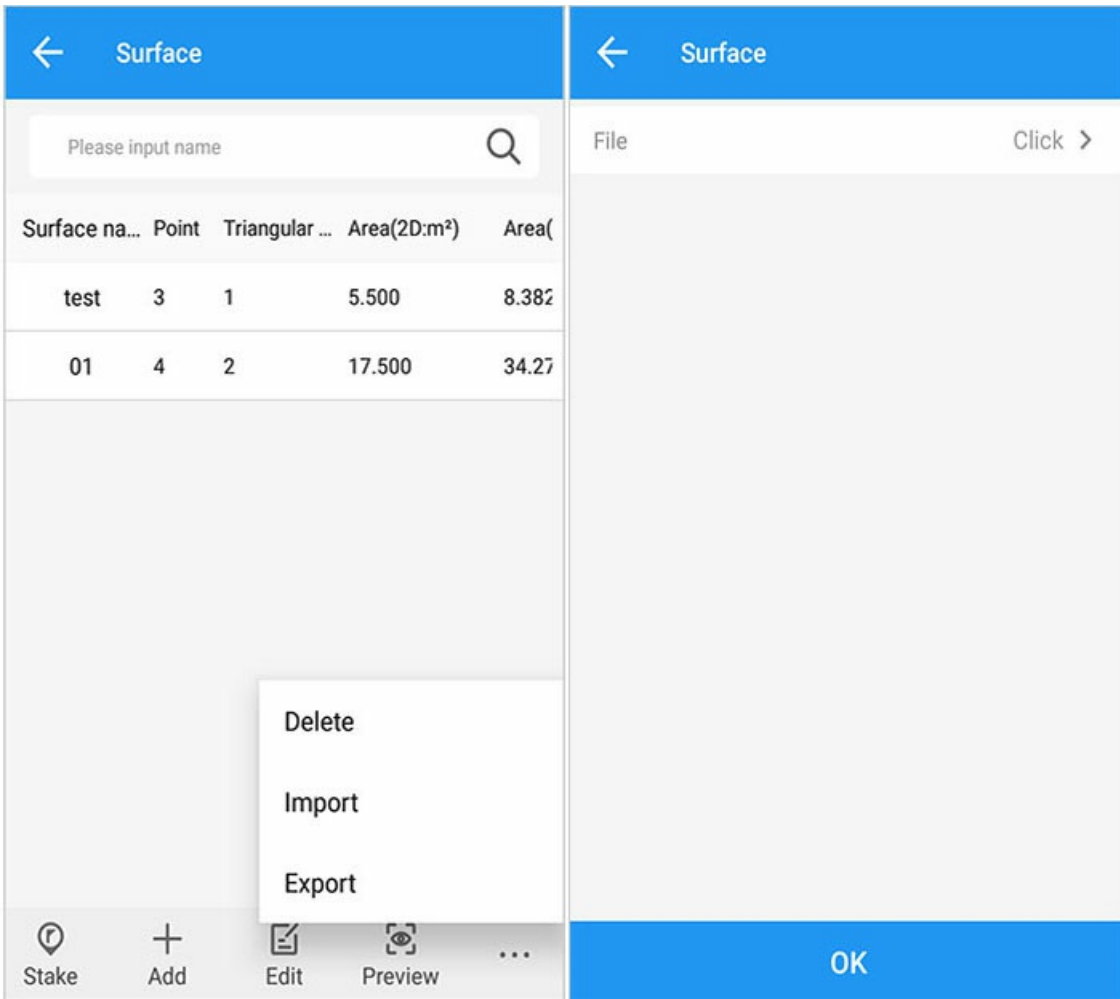 Surface
Please input name
Surface na... Point Triangular ... Area(2D:m²) Area(
test 3 1 5.500 8.382
01 4 2 17.500 34.27
Delete
Import
Export
Stake Add Edit Preview ...
Surface
File Click >
OK